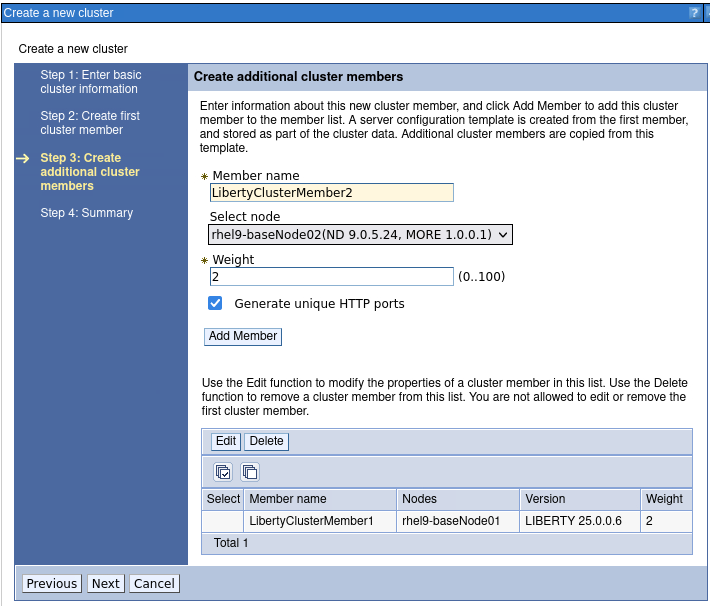 Create a new cluster
?
Create a new cluster
Step 1: Enter basic
cluster information
Step 2: Create first
cluster member
Step 3: Create
additional cluster
members
Step 4: Summary
Create additional cluster members
Enter information about this new cluster member, and click Add Member to add this cluster
member to the member list. A server configuration template is created from the first member,
and stored as part of the cluster data. Additional cluster members are copied from this
template.
Member name
LibertyClusterMember2
Select node
rhel9-baseNode02(ND 9.0.5.24, MORE 1.0.0.1)
Weight
2 (0..100)
Generate unique HTTP ports
Add Member
Use the Edit function to modify the properties of a cluster member in this list. Use the Delete
function to remove a cluster member from this list. You are not allowed to edit or remove the
first cluster member.
Edit Delete
Select Member name Nodes Version Weight
LibertyClusterMember1 rhel9-baseNode01 LIBERTY 25.0.0.6 2
Total 1
Previous Next Cancel